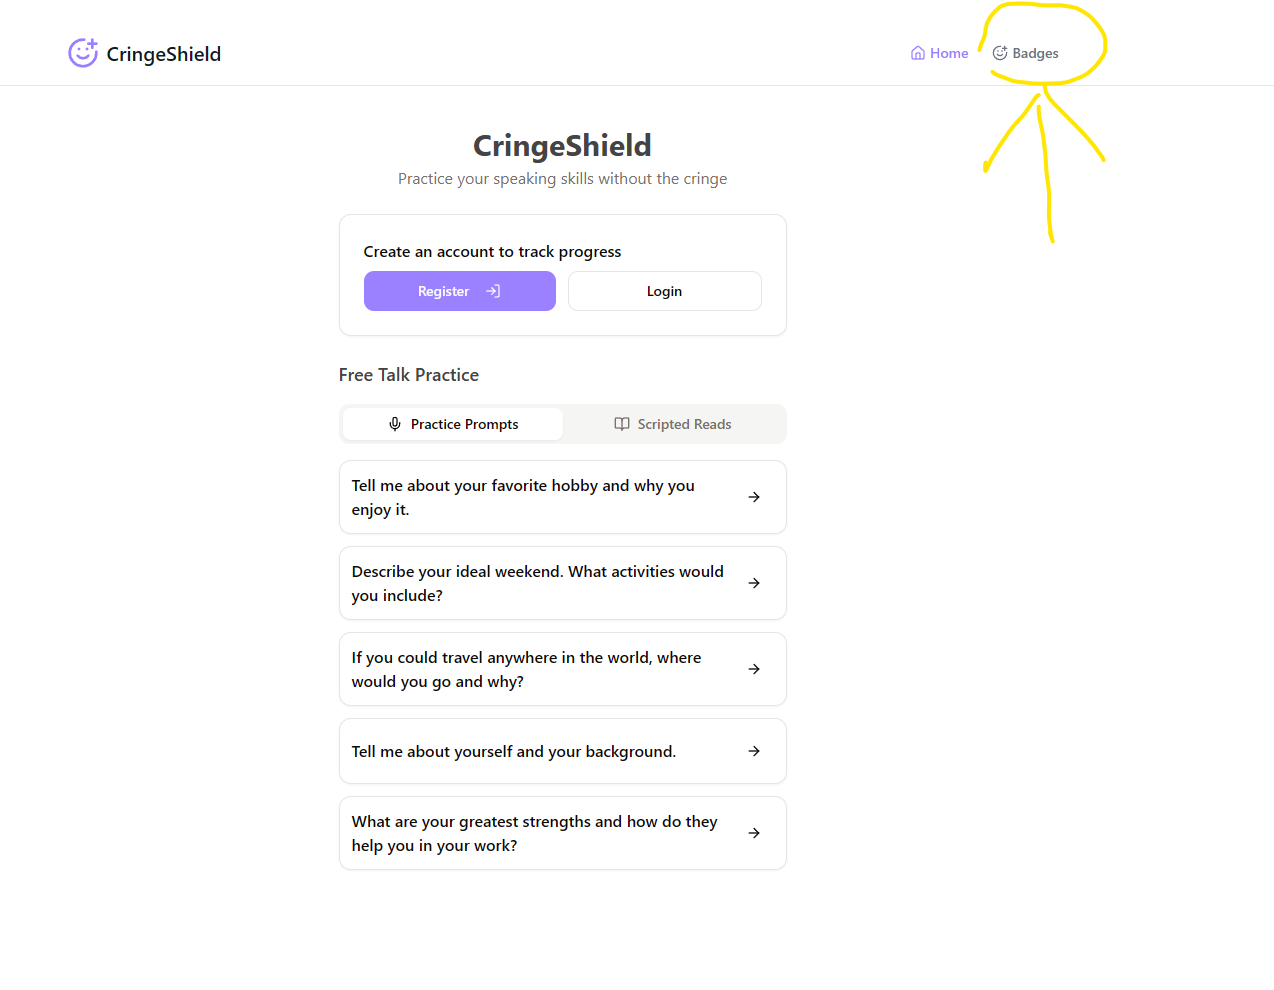 CringeShield
Home
Badges
CringeShield
Practice your speaking skills without the cringe
Create an account to track progress
Register
Login
Free Talk Practice
Practice Prompts
Scripted Reads
Tell me about your favorite hobby and why you
enjoy it.
Describe your ideal weekend. What activities would
you include?
If you could travel anywhere in the world, where
would you go and why?
Tell me about yourself and your background.
What are your greatest strengths and how do they
help you in your work?